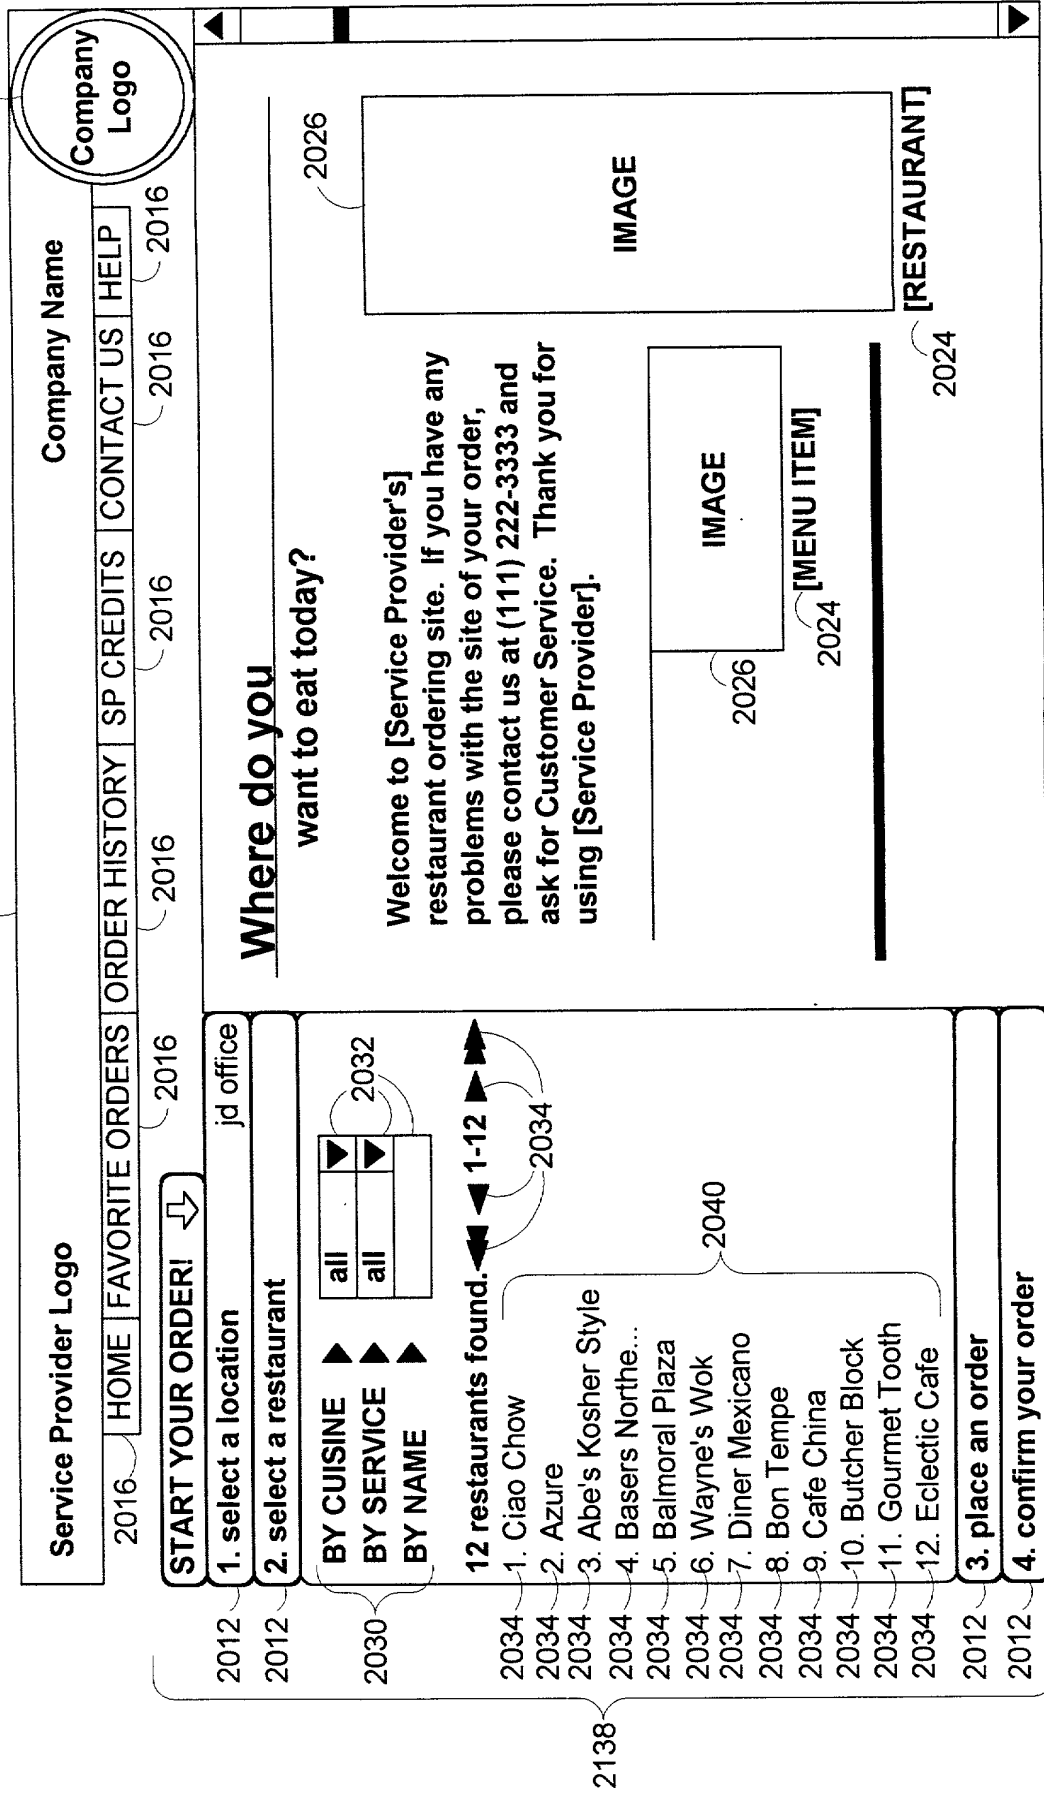 Service Provider Logo
Company Name
Company
Logo
HOME
FAVORITE ORDERS
ORDER HISTORY
SP CREDITS
CONTACT US
HELP
2016
2016
2016
2016
2016
2016
START YOUR ORDER!
2012
1. select a location
jd office
2012
2. select a restaurant
2030
BY CUISINE
all
BY SERVICE
all
BY NAME
2032
12 restaurants found.
1-12
2034
2034
1. Ciao Chow
2034
2. Azure
2034
3. Abe's Kosher Style
2034
4. Basers Northe...
2034
5. Balmoral Plaza
2034
6. Wayne's Wok
2034
7. Diner Mexicano
2034
8. Bon Tempe
2034
9. Cafe China
2034
10. Butcher Block
2034
11. Gourmet Tooth
2034
12. Eclectic Cafe
2040
2012
3. place an order
2012
4. confirm your order
2138
Where do you
want to eat today?
Welcome to [Service Provider's]
restaurant ordering site. If you have any
problems with the site of your order,
please contact us at (111) 222-3333 and
ask for Customer Service. Thank you for
using [Service Provider].
IMAGE
2026
[MENU ITEM]
2024
2026
IMAGE
[RESTAURANT]
2024